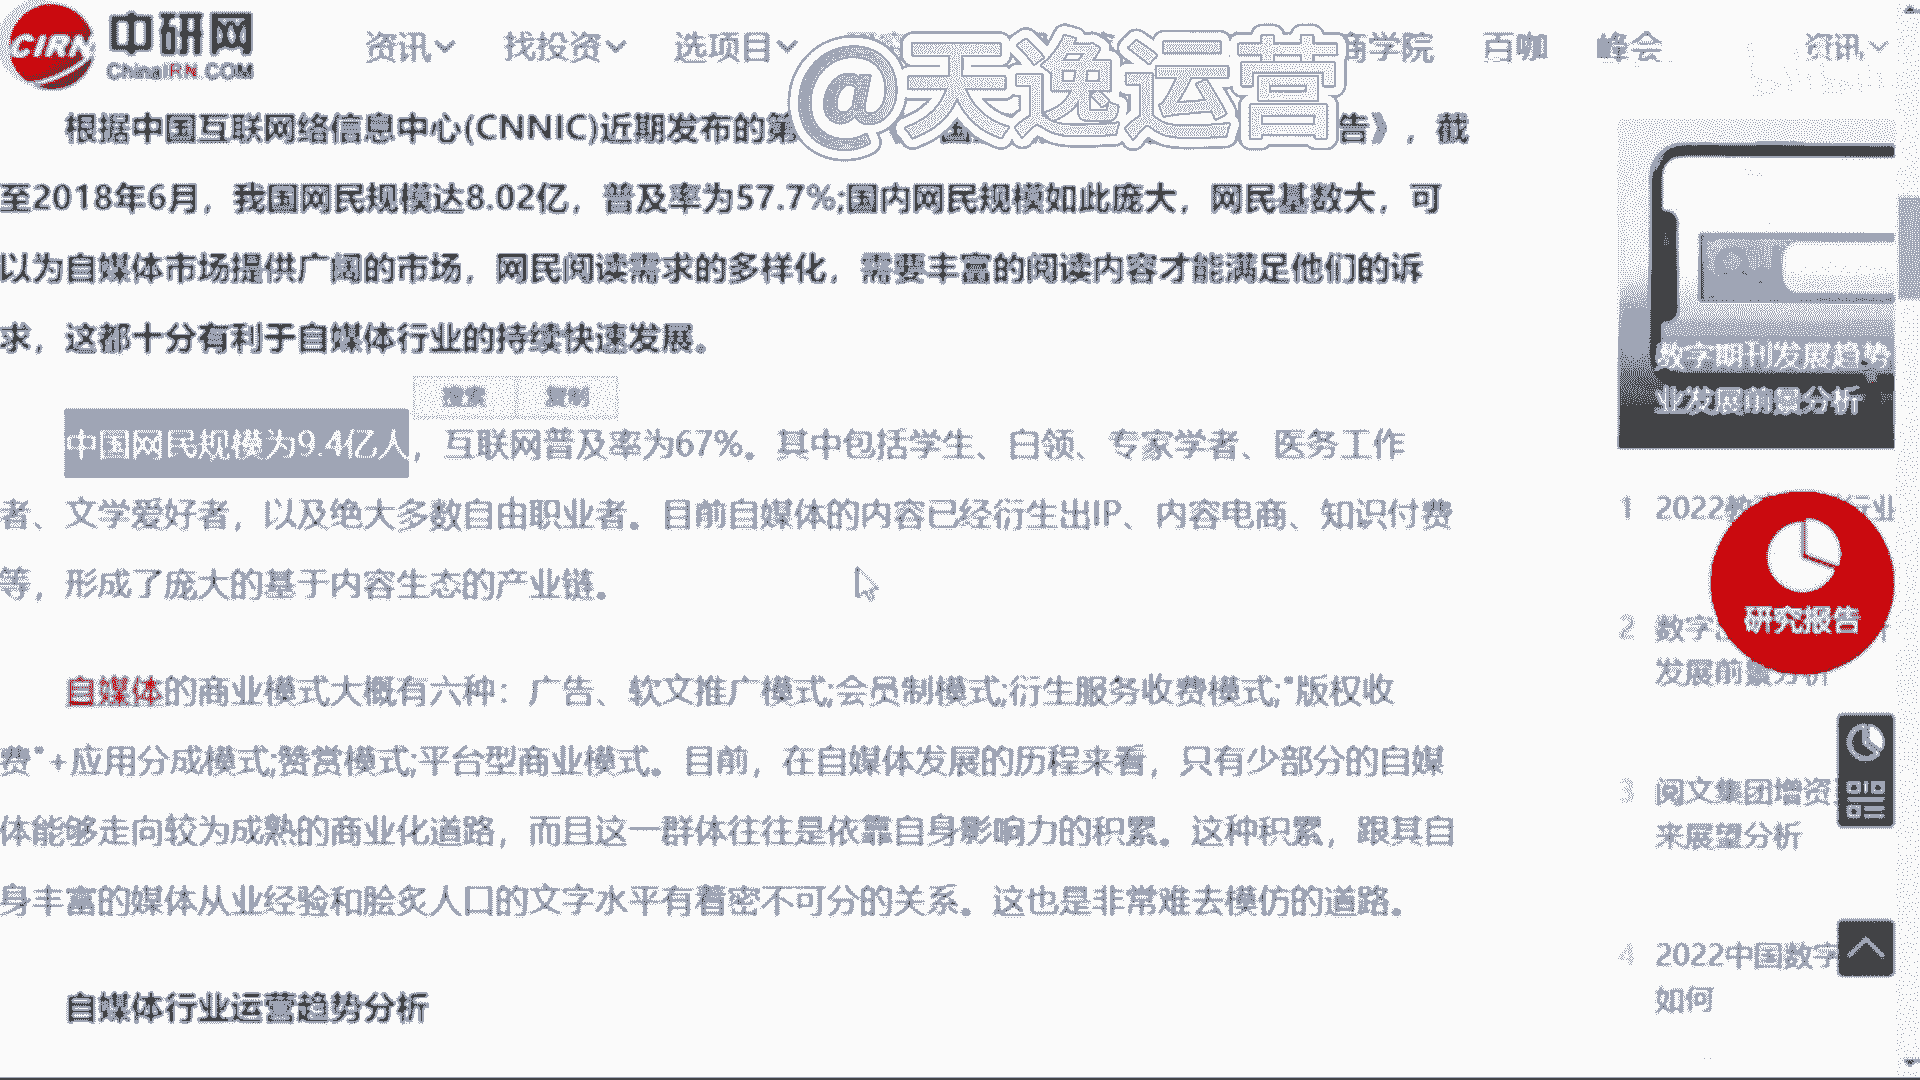 CIRN 中研网
ChinaIRN.COM
资讯 找投资 选项目 商学院 百咖 峰会 资讯
@天逸运营
根据中国互联网络信息中心(CNNIC)近期发布的第 国 告》，截
至2018年6月，我国网民规模达8.02亿，普及率为57.7%;国内网民规模如此庞大，网民基数大，可
以为自媒体市场提供广阔的市场，网民阅读需求的多样化，需要丰富的阅读内容才能满足他们的诉
求，这都十分有利于自媒体行业的持续快速发展。
搜索 复制
中国网民规模为9.4亿人，互联网普及率为67%。其中包括学生、白领、专家学者、医务工作
者、文学爱好者，以及绝大多数自由职业者。目前自媒体的内容已经衍生出IP、内容电商、知识付费
等，形成了庞大的基于内容生态的产业链。
自媒体的商业模式大概有六种：广告、软文推广模式;会员制模式;衍生服务收费模式;"版权收
费"+应用分成模式;赞赏模式;平台型商业模式。目前，在自媒体发展的历程来看，只有少部分的自媒
体能够走向较为成熟的商业化道路，而且这一群体往往是依靠自身影响力的积累。这种积累，跟其自
身丰富的媒体从业经验和脍炙人口的文字水平有着密不可分的关系。这也是非常难去模仿的道路。
自媒体行业运营趋势分析
数字期刊发展趋势
业发展前景分析
1 2022数 行业
研究报告
2 数字
发展前景分析
3 阅文集团增资
来展望分析
4 2022中国数字
如何